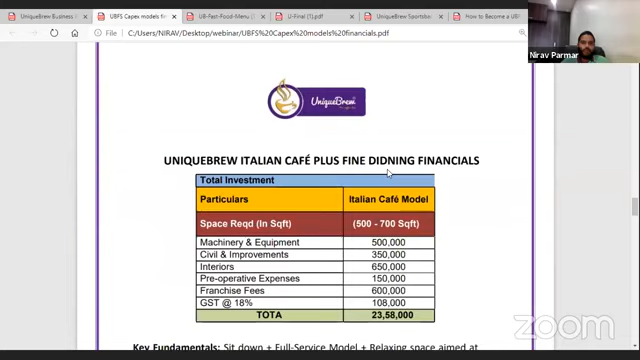 UniqueBrew Business
UBFS Capex models fin
UB-Past-Food-Menu (
U-Final (1).pdf
UniqueBrew Sportsba
How to Become a UBF
File
C:/Users/NIRAV/Desktop/webinar/UBFS%20Capex%20models%20financials.pdf
Nirav Parmar
UniqueBrew
UNIQUEBREW ITALIAN CAFÉ PLUS FINE DIDNING FINANCIALS
Total Investment
Particulars Italian Café Model
Space Reqd (In Sqft) (500 - 700 Sqft)
Machinery & Equipment 500,000
Civil & Improvements 350,000
Interiors 650,000
Pre-operative Expenses 150,000
Franchise Fees 600,000
GST @ 18% 108,000
TOTA 23,58,000
Key Fundamentals: Sit down + Full-Service Model + Relaxing space aimed at
zoom